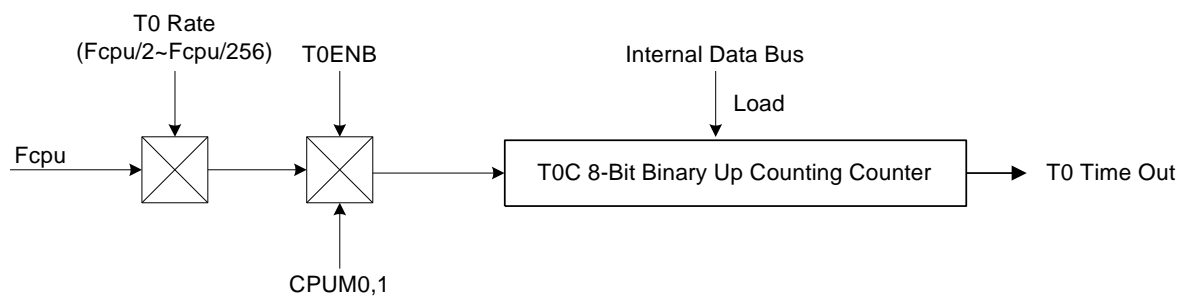 T0 Rate
(Fcpu/2~Fcpu/256)
T0ENB
Internal Data Bus
Load
Fcpu
T0C 8-Bit Binary Up Counting Counter
T0 Time Out
CPUM0,1